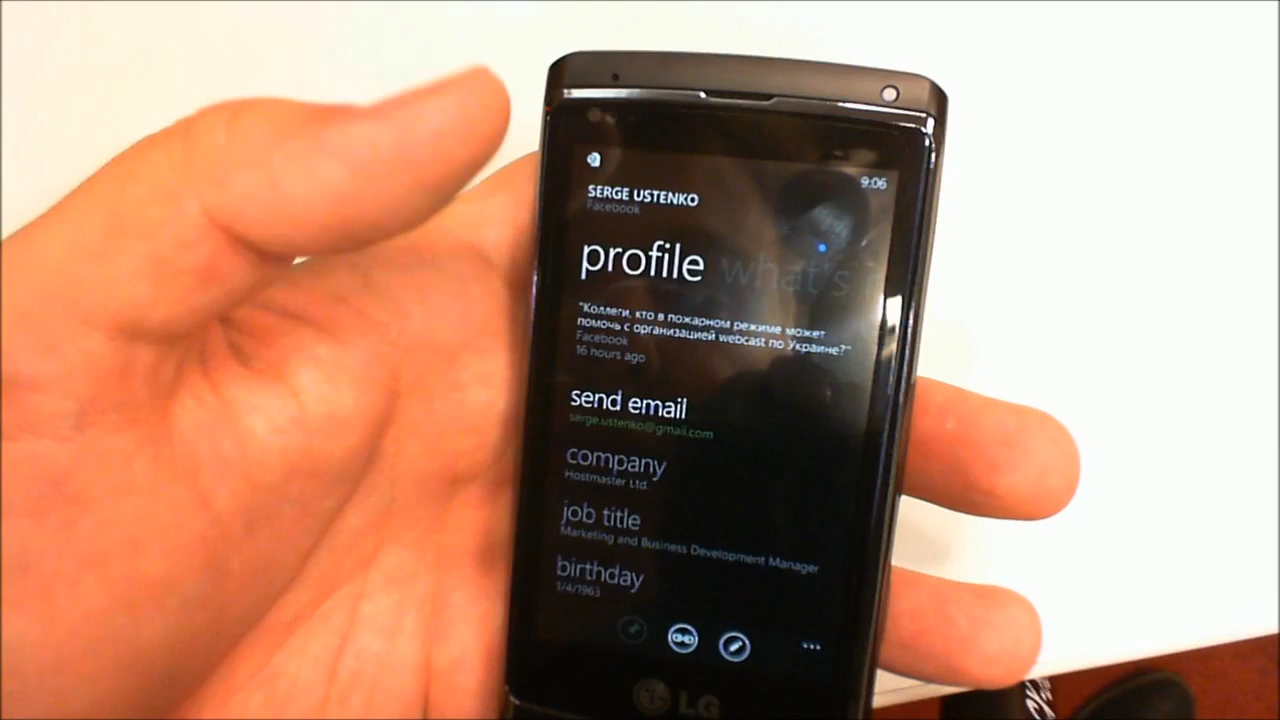 9:06
SERGE USTENKO
Facebook
profile what's
"Коллеги, кто в пожарном режиме может
помочь с организацией webcast по Украине?"
Facebook
16 hours ago
send email
serge.ustenko@gmail.com
company
Hostmaster Ltd.
job title
Marketing and Business Development Manager
birthday
1/4/1963
LG